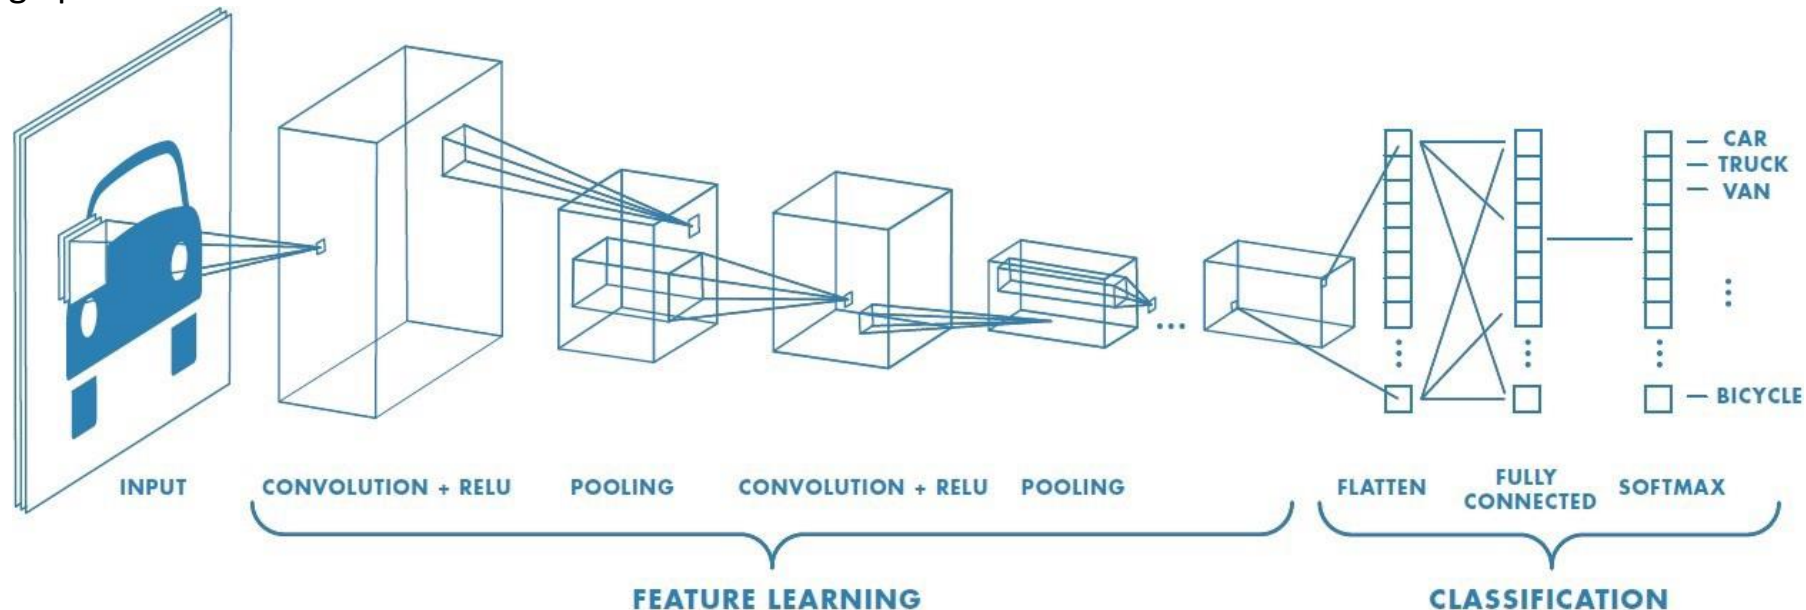 CAR
TRUCK
VAN
BICYCLE
INPUT
CONVOLUTION + RELU
POOLING
CONVOLUTION + RELU
POOLING
FLATTEN
FULLY
CONNECTED
SOFTMAX
FEATURE LEARNING
CLASSIFICATION